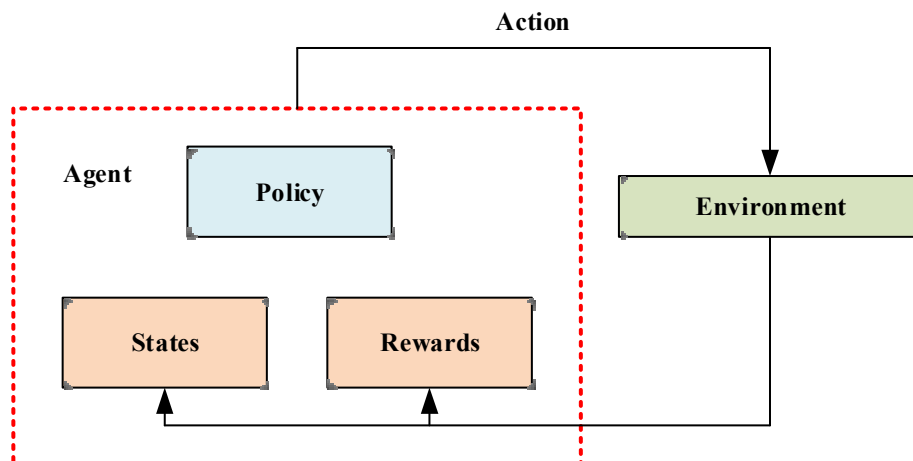 Action
Agent
Policy
Environment
States
Rewards